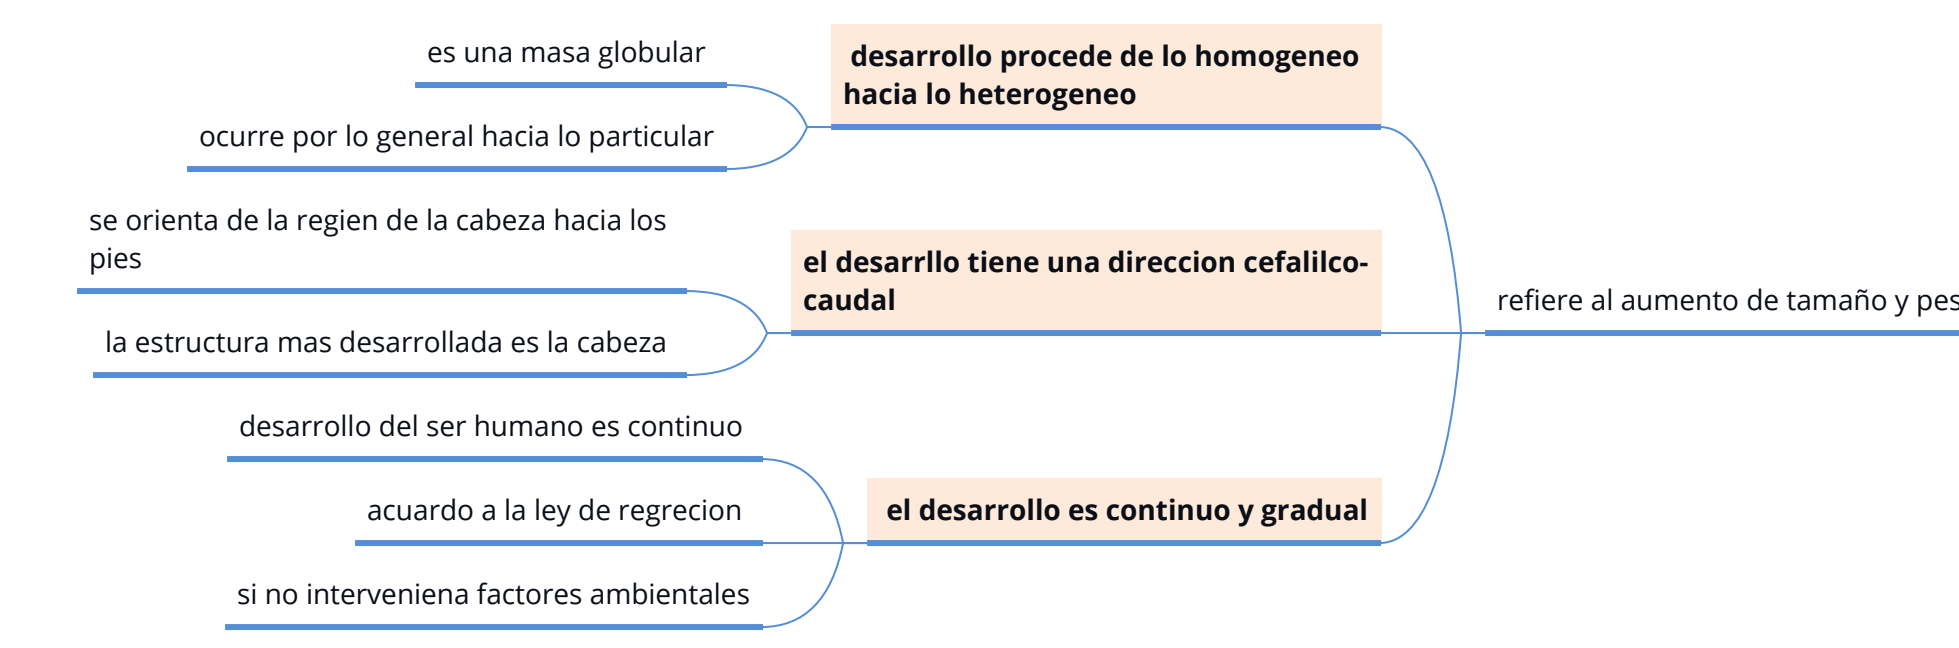 es una masa globular
desarrollo procede de lo homogeneo
hacia lo heterogeneo
ocurre por lo general hacia lo particular
se orienta de la regien de la cabeza hacia los
pies
el desarrllo tiene una direccion cefalilco-
caudal
la estructura mas desarrollada es la cabeza
refiere al aumento de tamaño y pes
desarrollo del ser humano es continuo
acuardo a la ley de regrecion
el desarrollo es continuo y gradual
si no interveniena factores ambientales